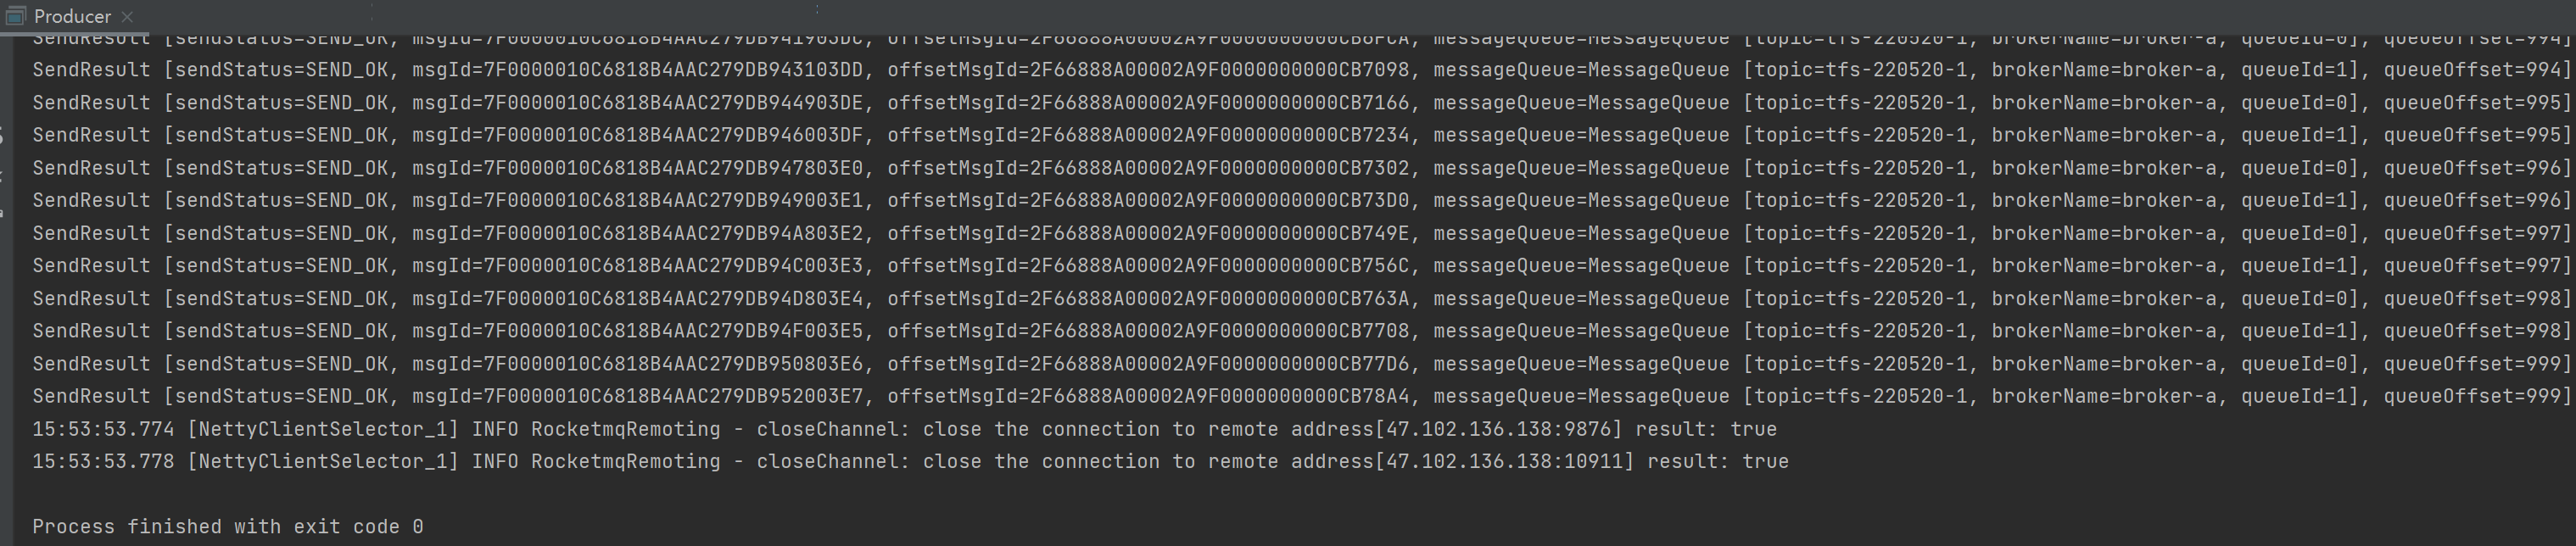 Producer
SendResult [sendStatus=SEND_OK, msgId=7F0000010C6818B4AAC279DB941903DC, offsetMsgId=2F66888A00002A9F0000000000CB6FCA, messageQueue=MessageQueue [topic=tfs-220520-1, brokerName=broker-a, queueId=0], queueOffset=994]
SendResult [sendStatus=SEND_OK, msgId=7F0000010C6818B4AAC279DB943103DD, offsetMsgId=2F66888A00002A9F0000000000CB7098, messageQueue=MessageQueue [topic=tfs-220520-1, brokerName=broker-a, queueId=1], queueOffset=994]
SendResult [sendStatus=SEND_OK, msgId=7F0000010C6818B4AAC279DB944903DE, offsetMsgId=2F66888A00002A9F0000000000CB7166, messageQueue=MessageQueue [topic=tfs-220520-1, brokerName=broker-a, queueId=0], queueOffset=995]
SendResult [sendStatus=SEND_OK, msgId=7F0000010C6818B4AAC279DB946003DF, offsetMsgId=2F66888A00002A9F0000000000CB7234, messageQueue=MessageQueue [topic=tfs-220520-1, brokerName=broker-a, queueId=1], queueOffset=995]
SendResult [sendStatus=SEND_OK, msgId=7F0000010C6818B4AAC279DB947803E0, offsetMsgId=2F66888A00002A9F0000000000CB7302, messageQueue=MessageQueue [topic=tfs-220520-1, brokerName=broker-a, queueId=0], queueOffset=996]
SendResult [sendStatus=SEND_OK, msgId=7F0000010C6818B4AAC279DB949003E1, offsetMsgId=2F66888A00002A9F0000000000CB73D0, messageQueue=MessageQueue [topic=tfs-220520-1, brokerName=broker-a, queueId=1], queueOffset=996]
SendResult [sendStatus=SEND_OK, msgId=7F0000010C6818B4AAC279DB94A803E2, offsetMsgId=2F66888A00002A9F0000000000CB749E, messageQueue=MessageQueue [topic=tfs-220520-1, brokerName=broker-a, queueId=0], queueOffset=997]
SendResult [sendStatus=SEND_OK, msgId=7F0000010C6818B4AAC279DB94C003E3, offsetMsgId=2F66888A00002A9F0000000000CB756C, messageQueue=MessageQueue [topic=tfs-220520-1, brokerName=broker-a, queueId=1], queueOffset=997]
SendResult [sendStatus=SEND_OK, msgId=7F0000010C6818B4AAC279DB94D803E4, offsetMsgId=2F66888A00002A9F0000000000CB763A, messageQueue=MessageQueue [topic=tfs-220520-1, brokerName=broker-a, queueId=0], queueOffset=998]
SendResult [sendStatus=SEND_OK, msgId=7F0000010C6818B4AAC279DB94F003E5, offsetMsgId=2F66888A00002A9F0000000000CB7708, messageQueue=MessageQueue [topic=tfs-220520-1, brokerName=broker-a, queueId=1], queueOffset=998]
SendResult [sendStatus=SEND_OK, msgId=7F0000010C6818B4AAC279DB950803E6, offsetMsgId=2F66888A00002A9F0000000000CB77D6, messageQueue=MessageQueue [topic=tfs-220520-1, brokerName=broker-a, queueId=0], queueOffset=999]
SendResult [sendStatus=SEND_OK, msgId=7F0000010C6818B4AAC279DB952003E7, offsetMsgId=2F66888A00002A9F0000000000CB78A4, messageQueue=MessageQueue [topic=tfs-220520-1, brokerName=broker-a, queueId=1], queueOffset=999]
15:53:53.774 [NettyClientSelector_1] INFO RocketmqRemoting - closeChannel: close the connection to remote address[47.102.136.138:9876] result: true
15:53:53.778 [NettyClientSelector_1] INFO RocketmqRemoting - closeChannel: close the connection to remote address[47.102.136.138:10911] result: true
Process finished with exit code 0